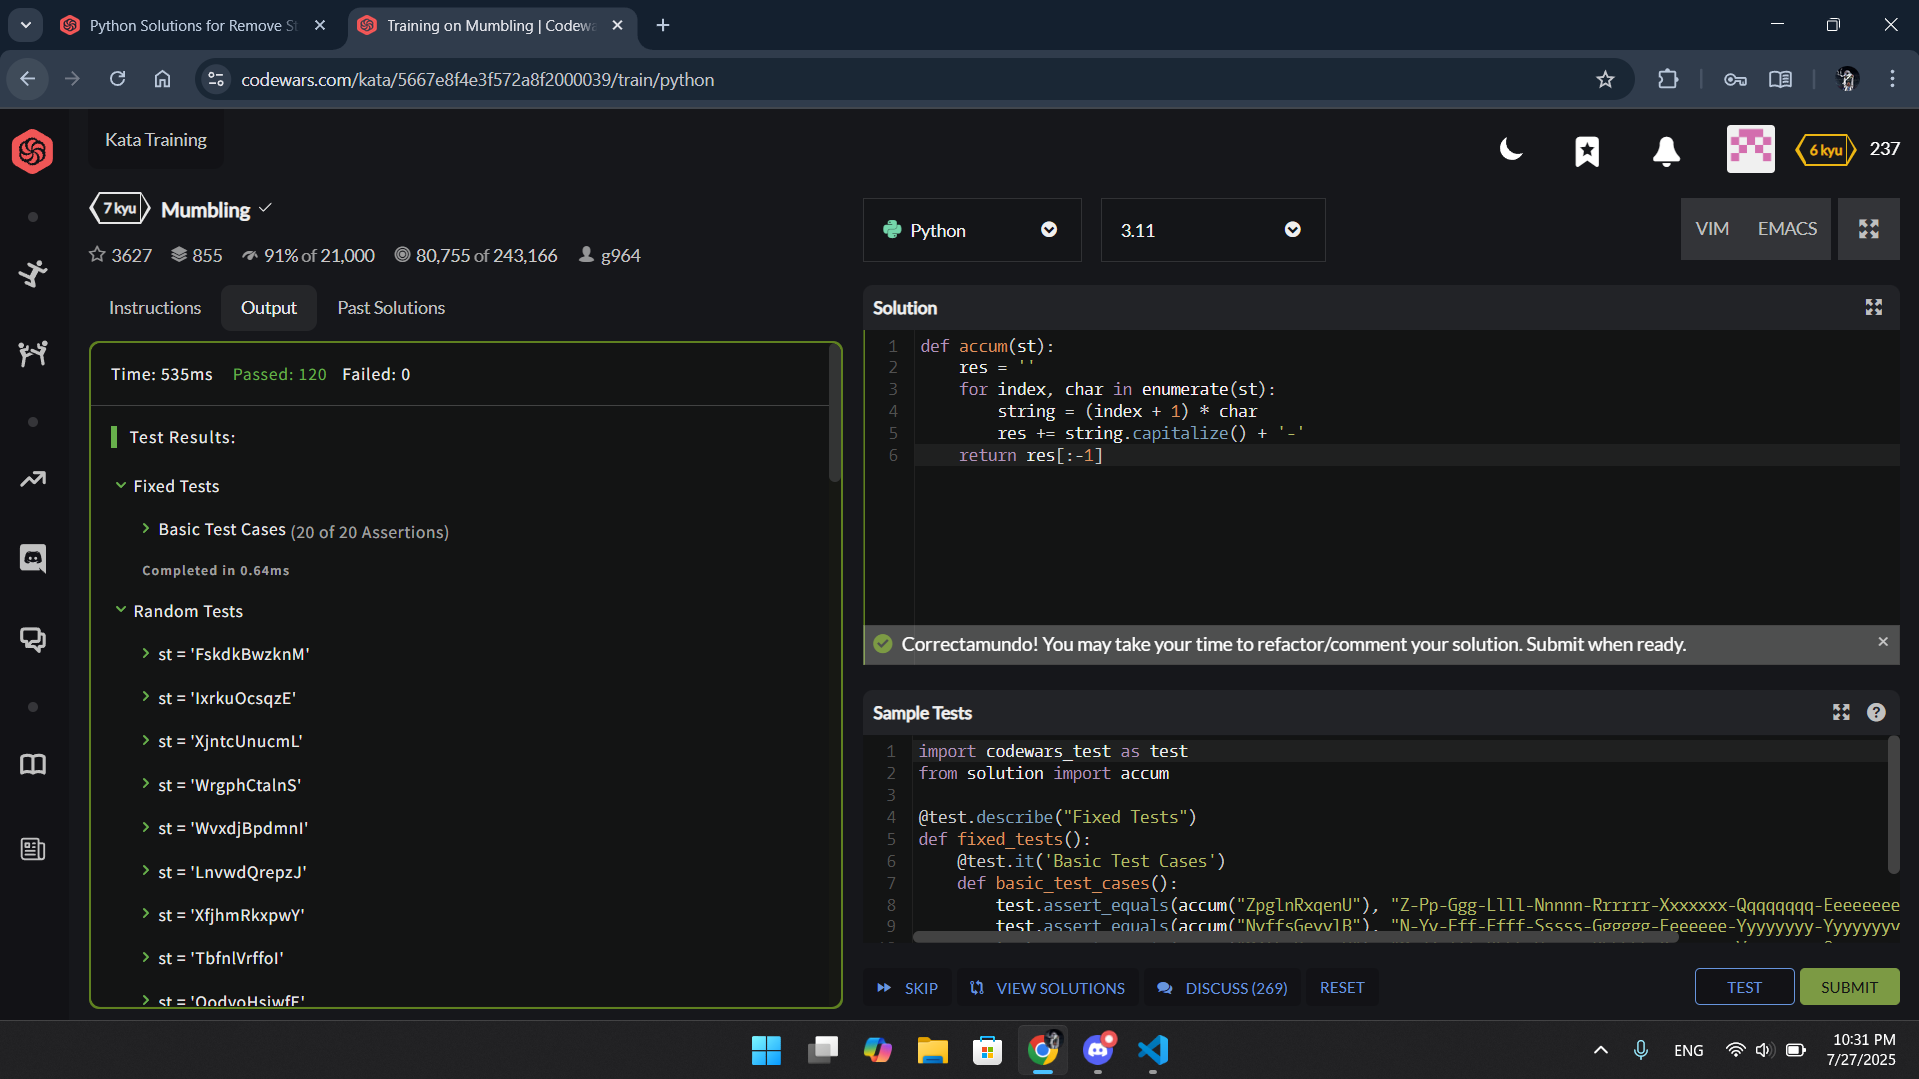 Python Solutions for Remove St
Training on Mumbling | Codewa
codewars.com/kata/5667e8f4e3f572a8f2000039/train/python
Kata Training
6 kyu
237
7 kyu
Mumbling
3627
855
91% of 21,000
80,755 of 243,166
g964
Python
3.11
VIM
EMACS
Instructions
Output
Past Solutions
Time: 535ms Passed: 120 Failed: 0
Test Results:
Fixed Tests
Basic Test Cases (20 of 20 Assertions)
Completed in 0.64ms
Random Tests
st = 'FskdkBwzknM'
st = 'IxrkuOcsqzE'
st = 'XjntcUnucmL'
st = 'WrgphCtalnS'
st = 'WvxdjBpdmnI'
st = 'LnvwdQrepzJ'
st = 'XfjhmRkxpwY'
st = 'TbfnlVrffoI'
st = 'OodyoHsiwfE'
Solution
1 def accum(st):
2     res = ''
3     for index, char in enumerate(st):
4         string = (index + 1) * char
5         res += string.capitalize() + '-'
6     return res[:-1]
Correctamundo! You may take your time to refactor/comment your solution. Submit when ready.
Sample Tests
1 import codewars_test as test
2 from solution import accum
3
4 @test.describe("Fixed Tests")
5 def fixed_tests():
6     @test.it('Basic Test Cases')
7     def basic_test_cases():
8         test.assert_equals(accum("ZpglnRxqenU"), "Z-Pp-Ggg-Llll-Nnnnn-Rrrrrr-Xxxxxxx-Qqqqqqqq-Eeeeeeee
9         test.assert_equals(accum("NyffsGeyylB"), "N-Yy-Fff-Ffff-Sssss-Gggggg-Eeeeeee-Yyyyyyyy-Yyyyyyyy
SKIP
VIEW SOLUTIONS
DISCUSS (269)
RESET
TEST
SUBMIT
ENG
10:31 PM
7/27/2025